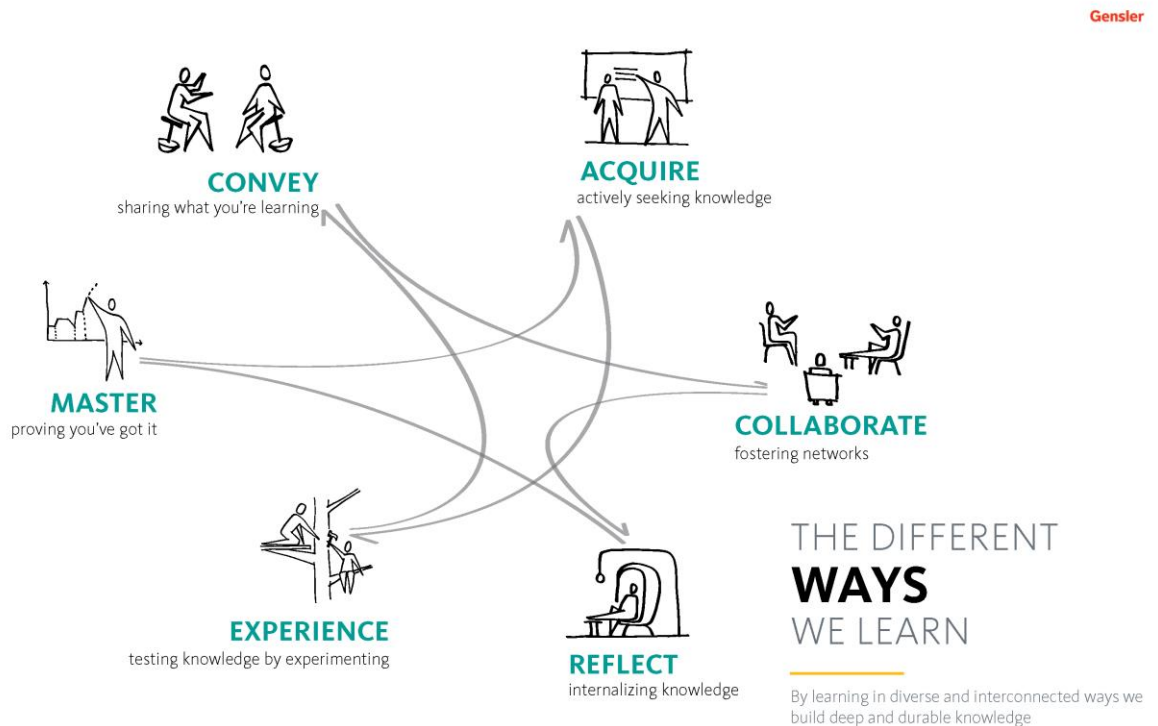 Gensler
CONVEY
sharing what you're learning
ACQUIRE
actively seeking knowledge
MASTER
proving you've got it
COLLABORATE
fostering networks
EXPERIENCE
testing knowledge by experimenting
REFLECT
internalizing knowledge
THE DIFFERENT
WAYS
WE LEARN
By learning in diverse and interconnected ways we
build deep and durable knowledge